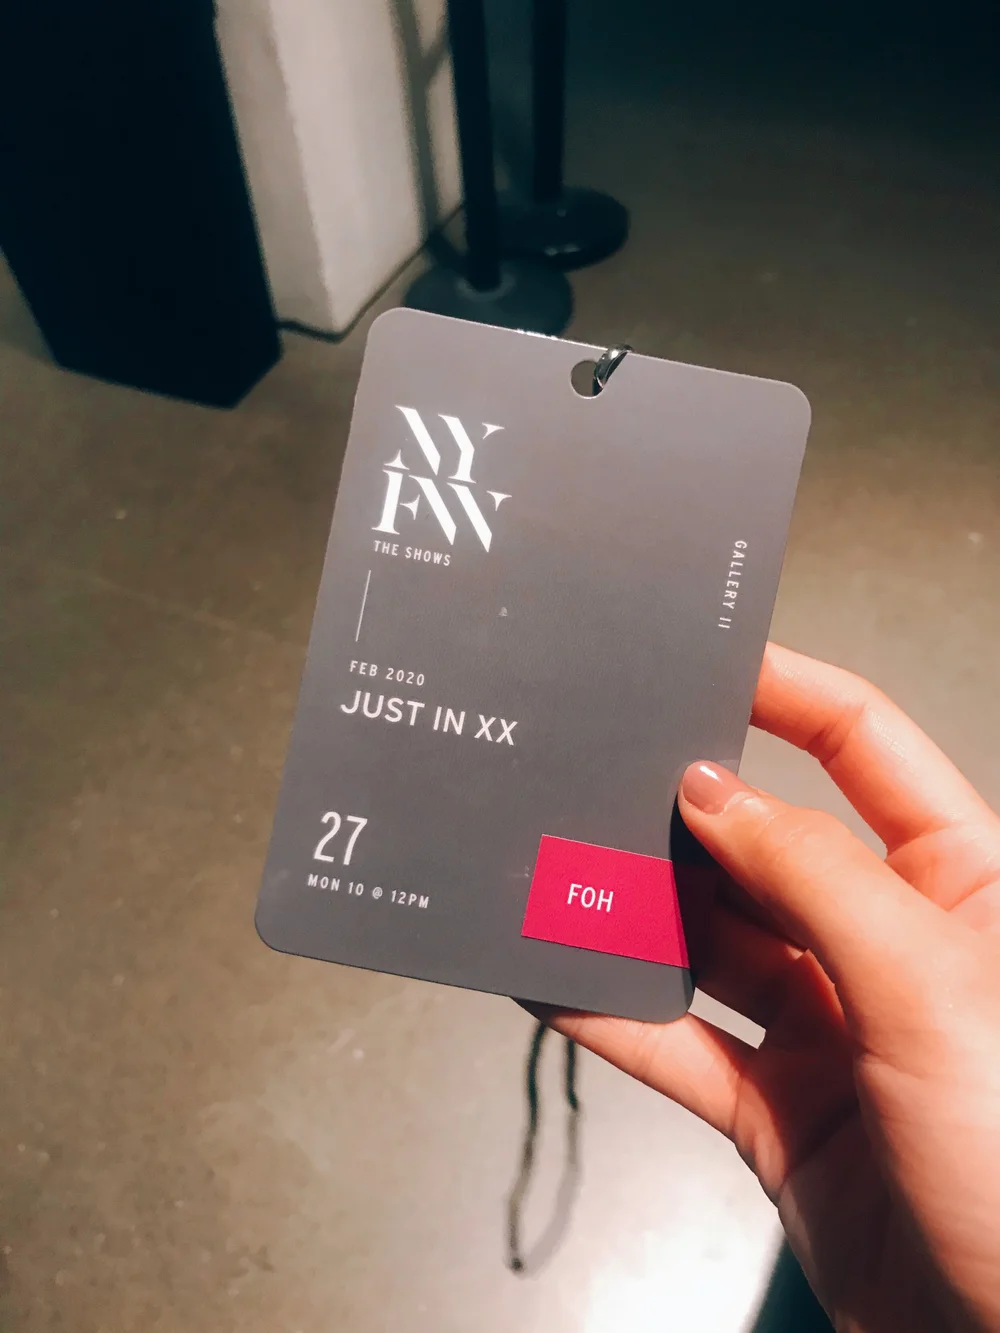 NY
FW
THE SHOWS
GALLERY II
FEB 2020
JUST IN XX
27
MON 10 @ 12PM
FOH